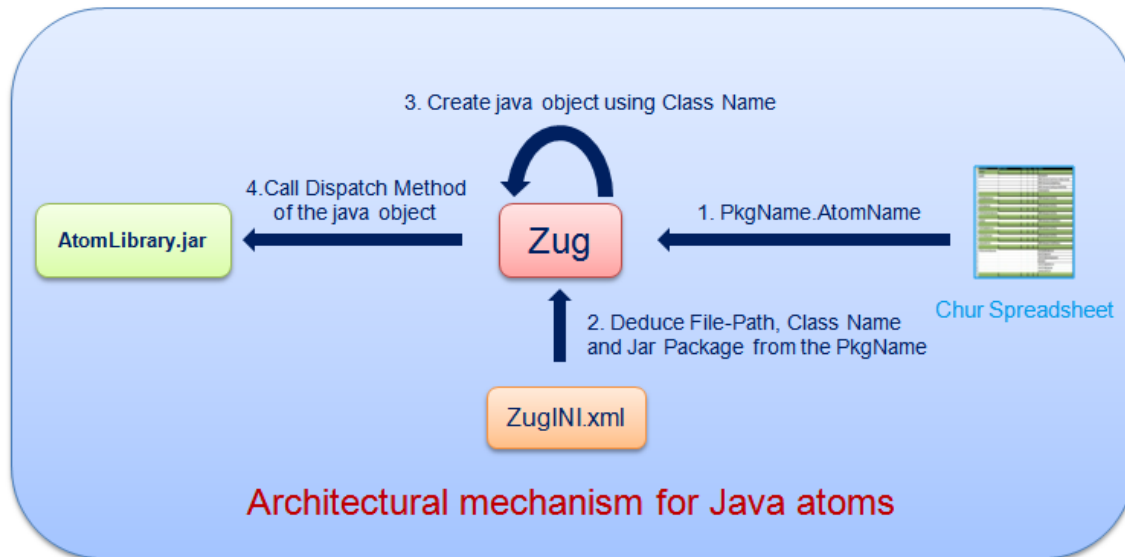 3. Create java object using Class Name
4.Call Dispatch Method
of the java object
1. PkgName.AtomName
AtomLibrary.jar
Zug
Chur Spreadsheet
2. Deduce File-Path, Class Name
and Jar Package from the PkgName
ZugINI.xml
Architectural mechanism for Java atoms